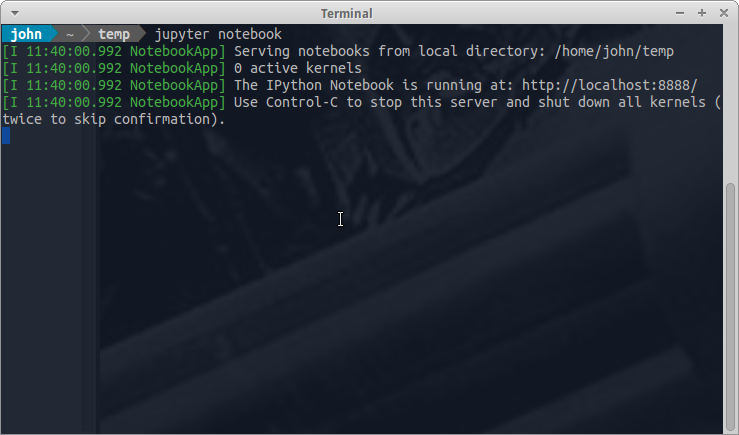 Terminal
john ~ temp jupyter notebook
[I 11:40:00.992 NotebookApp] Serving notebooks from local directory: /home/john/temp
[I 11:40:00.992 NotebookApp] 0 active kernels
[I 11:40:00.992 NotebookApp] The IPython Notebook is running at: http://localhost:8888/
[I 11:40:00.992 NotebookApp] Use Control-C to stop this server and shut down all kernels (
twice to skip confirmation).